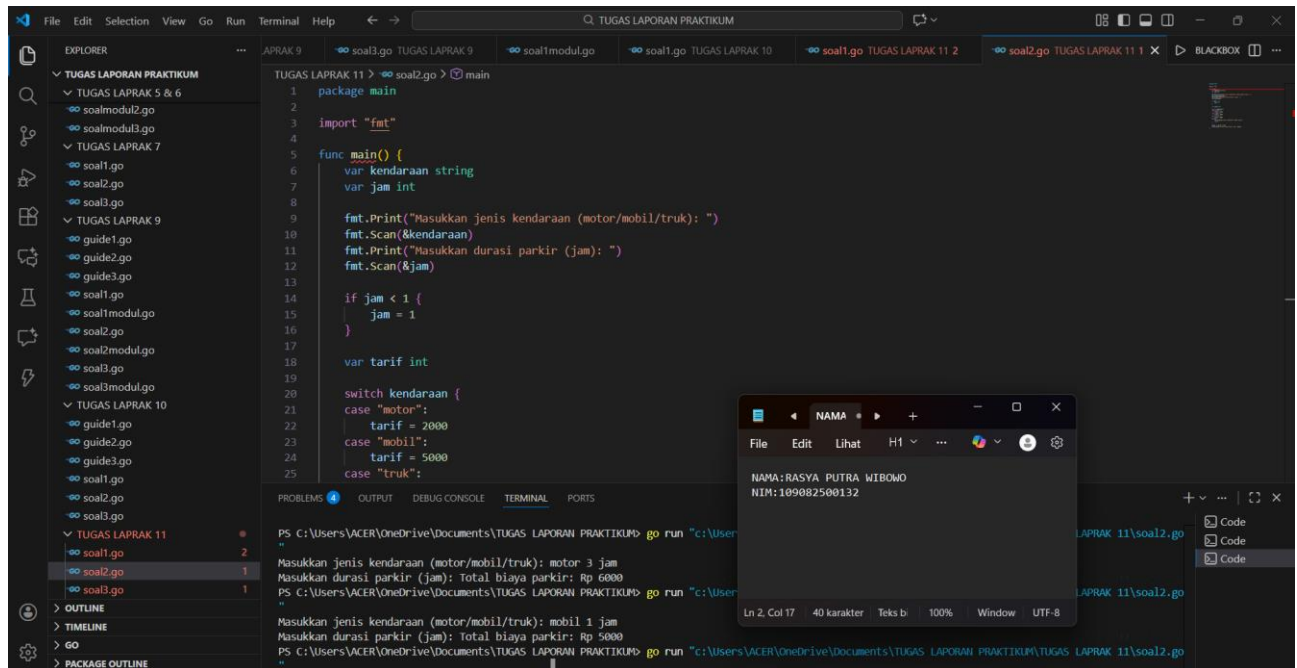 File Edit Selection View Go Run Terminal Help
TUGAS LAPORAN PRAKTIKUM
EXPLORER
TUGAS LAPORAN PRAKTIKUM
TUGAS LAPRAK 5 & 6
soalmodul2.go
soalmodul3.go
TUGAS LAPRAK 7
soal1.go
soal2.go
soal3.go
TUGAS LAPRAK 9
guide1.go
guide2.go
guide3.go
soal1.go
soal1modul.go
soal2.go
soal2modul.go
soal3.go
soal3modul.go
TUGAS LAPRAK 10
guide1.go
guide2.go
guide3.go
soal1.go
soal2.go
soal3.go
TUGAS LAPRAK 11
soal1.go 2
soal2.go 1
soal3.go 1
OUTLINE
TIMELINE
GO
PACKAGE OUTLINE
APRAK 9 soal3.go TUGAS LAPRAK 9 soal1modul.go soal1.go TUGAS LAPRAK 10 soal1.go TUGAS LAPRAK 11 2 soal2.go TUGAS LAPRAK 11 1 BLACKBOX
TUGAS LAPRAK 11 > soal2.go > main
1 package main
2
3 import "fmt"
4
5 func main() {
6 var kendaraan string
7 var jam int
8
9 fmt.Print("Masukkan jenis kendaraan (motor/mobil/truk): ")
10 fmt.Scan(&kendaraan)
11 fmt.Print("Masukkan durasi parkir (jam): ")
12 fmt.Scan(&jam)
13
14 if jam < 1 {
15 jam = 1
16 }
17
18 var tarif int
19
20 switch kendaraan {
21 case "motor":
22 tarif = 2000
23 case "mobil":
24 tarif = 5000
25 case "truk":
PROBLEMS 4 OUTPUT DEBUG CONSOLE TERMINAL PORTS
PS C:\Users\ACER\OneDrive\Documents\TUGAS LAPORAN PRAKTIKUM> go run "c:\User LAPRAK 11\soal2.go
"
Masukkan jenis kendaraan (motor/mobil/truk): motor 3 jam
Masukkan durasi parkir (jam): Total biaya parkir: Rp 6000
PS C:\Users\ACER\OneDrive\Documents\TUGAS LAPORAN PRAKTIKUM> go run "c:\User LAPRAK 11\soal2.go
"
Masukkan jenis kendaraan (motor/mobil/truk): mobil 1 jam
Masukkan durasi parkir (jam): Total biaya parkir: Rp 5000
PS C:\Users\ACER\OneDrive\Documents\TUGAS LAPORAN PRAKTIKUM> go run "c:\Users\ACER\OneDrive\Documents\TUGAS LAPORAN PRAKTIKUM\TUGAS LAPRAK 11\soal2.go
"
Code
Code
Code
NAMA
File Edit Lihat H1
NAMA:RASYA PUTRA WIBOWO
NIM:109082500132
Ln 2, Col 17 40 karakter Teks bi 100% Window UTF-8